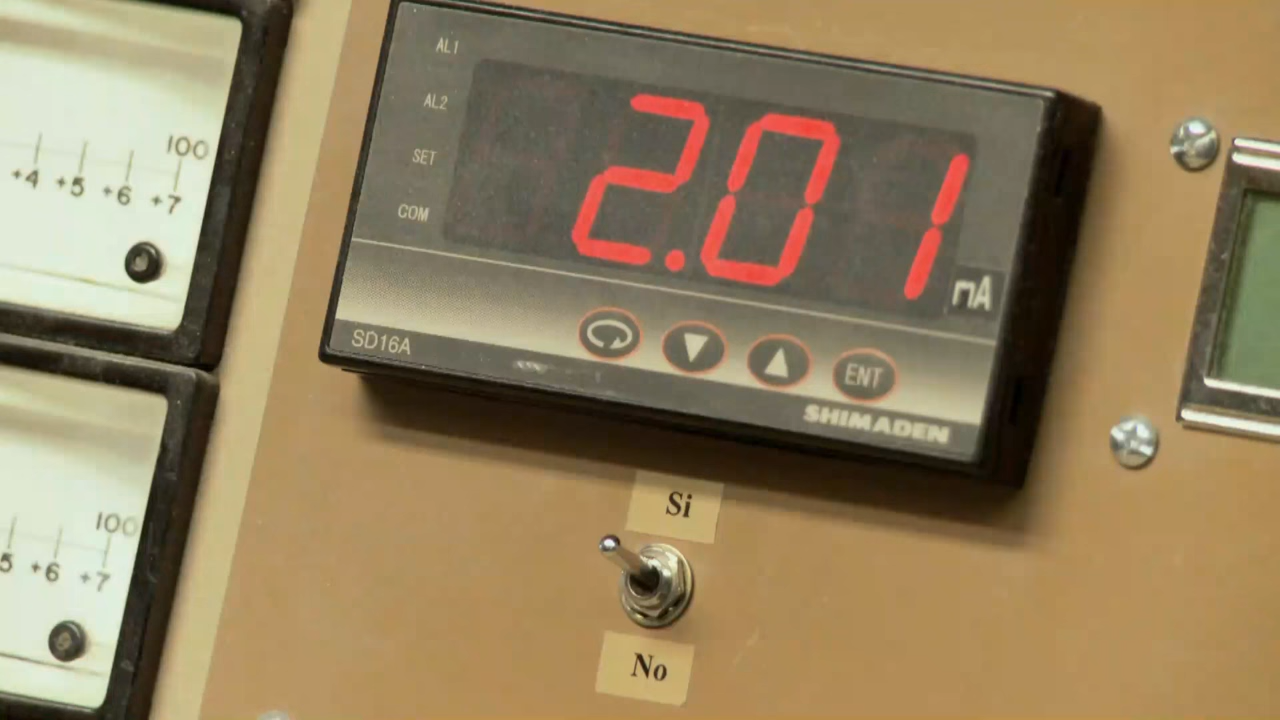 AL1
AL2
SET
COM
2.01
nA
SD16A
ENT
SHIMADEN
100
+4 +5 +6 +7
100
5 +6 +7
Si
No